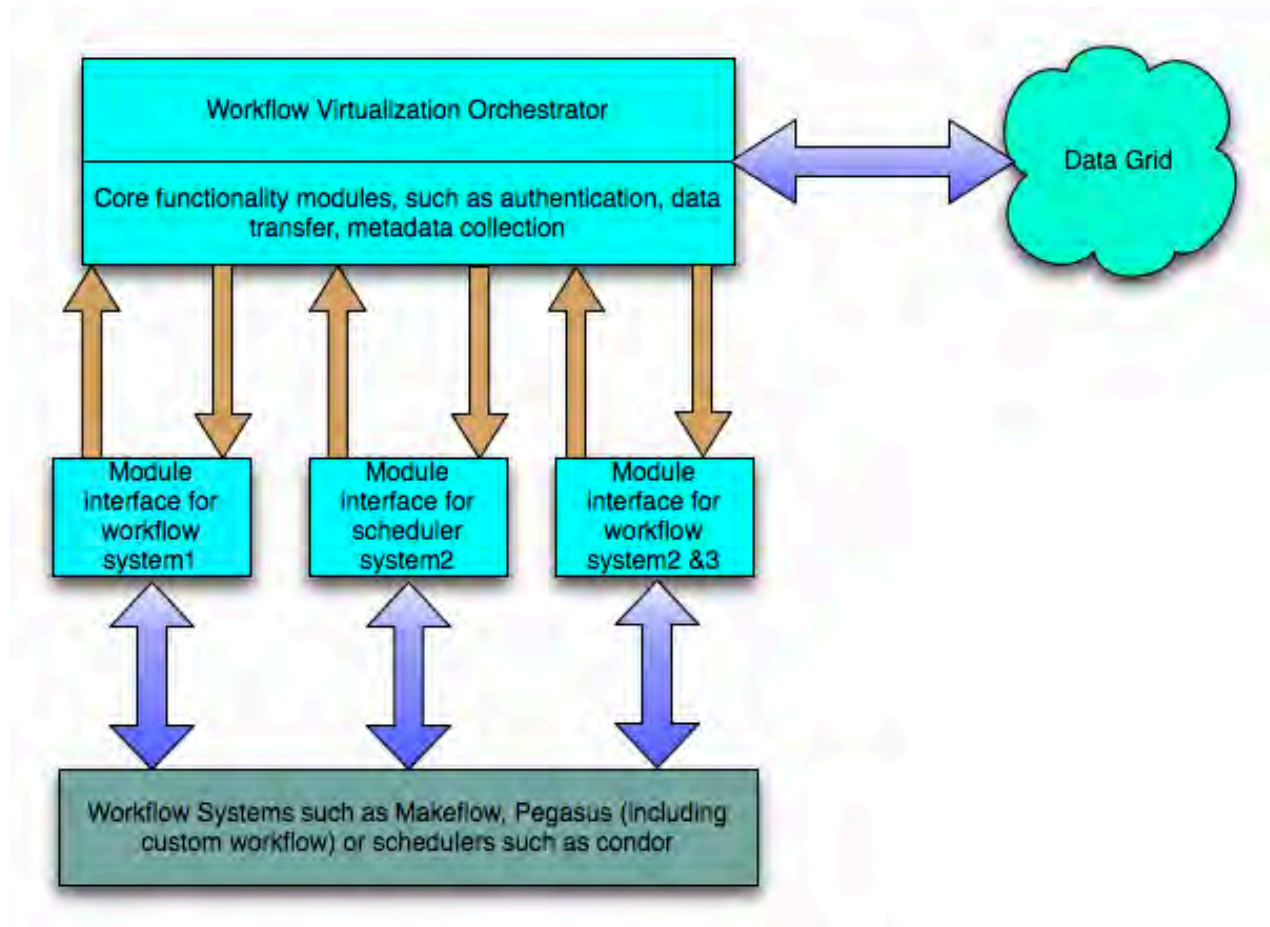 Workflow Virtualization Orchestrator
Data Grid
Core functionality modules, such as authentication, data
transfer, metadata collection
Module
interface for
workflow
system1
Module
interface for
scheduler
system2
Module
interface for
workflow
system2 &3
Workflow Systems such as Makeflow, Pegasus (including
custom workflow) or schedulers such as condor